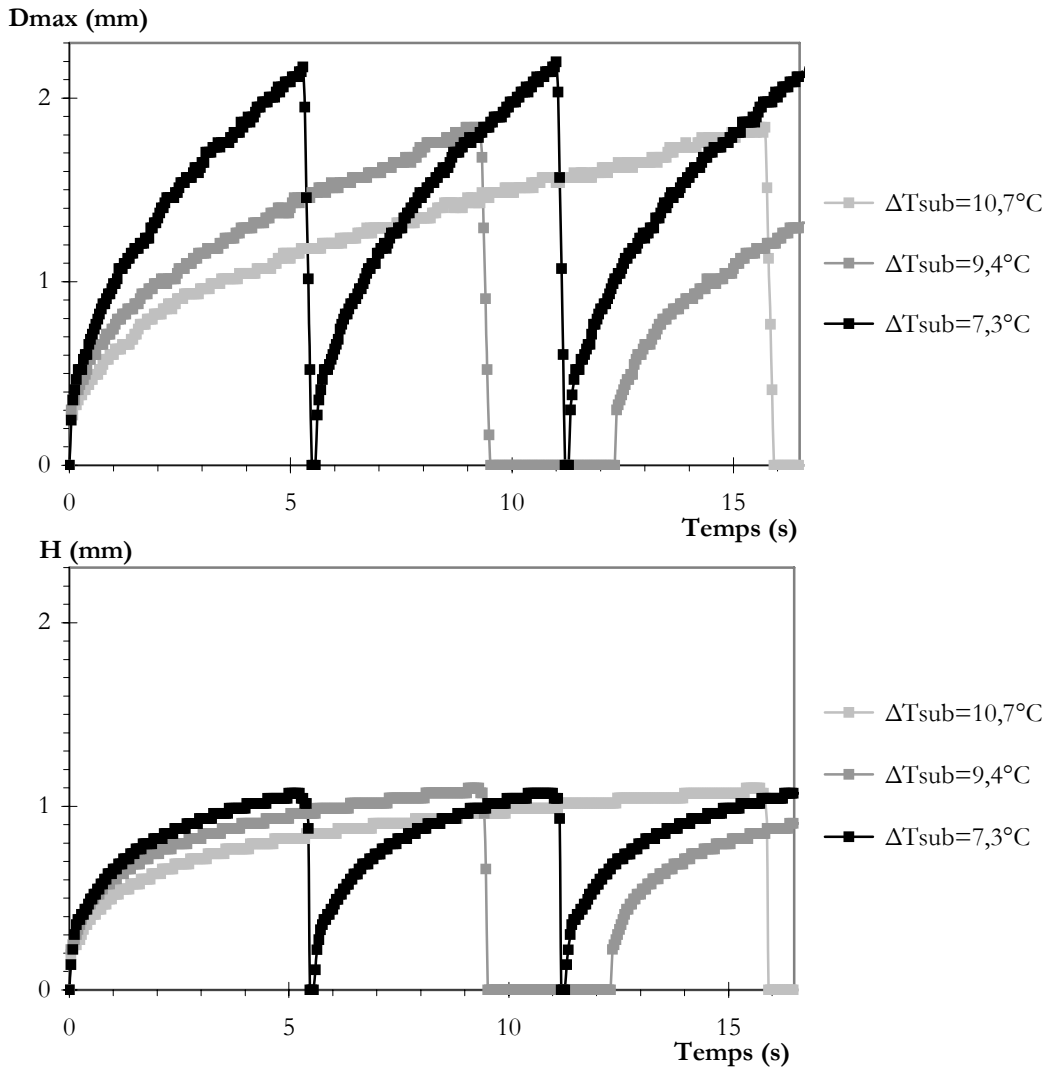 Dmax (mm)
2
1
0
0 5 10 15
Temps (s)
ΔTsub=10,7°C
ΔTsub=9,4°C
ΔTsub=7,3°C
H (mm)
2
1
0
0 5 10 15
Temps (s)
ΔTsub=10,7°C
ΔTsub=9,4°C
ΔTsub=7,3°C